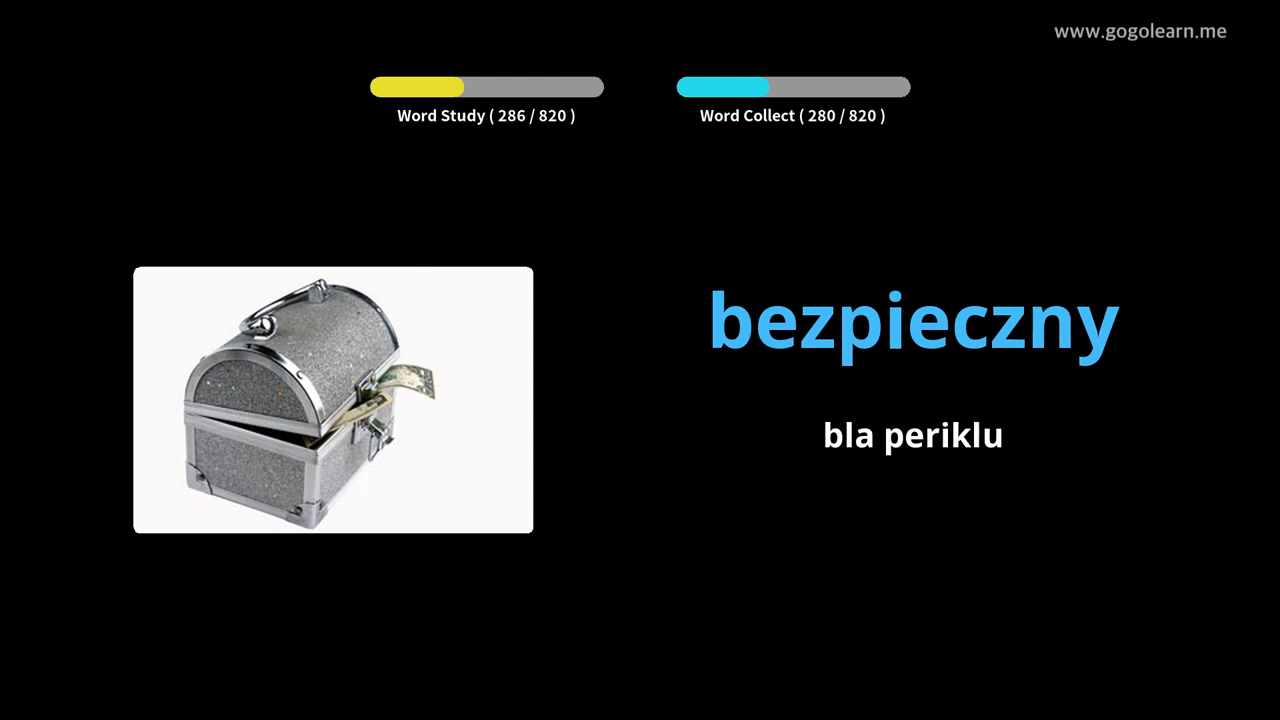 www.gogolearn.me
Word Study ( 286 / 820 )
Word Collect ( 280 / 820 )
bezpieczny
bla periklu